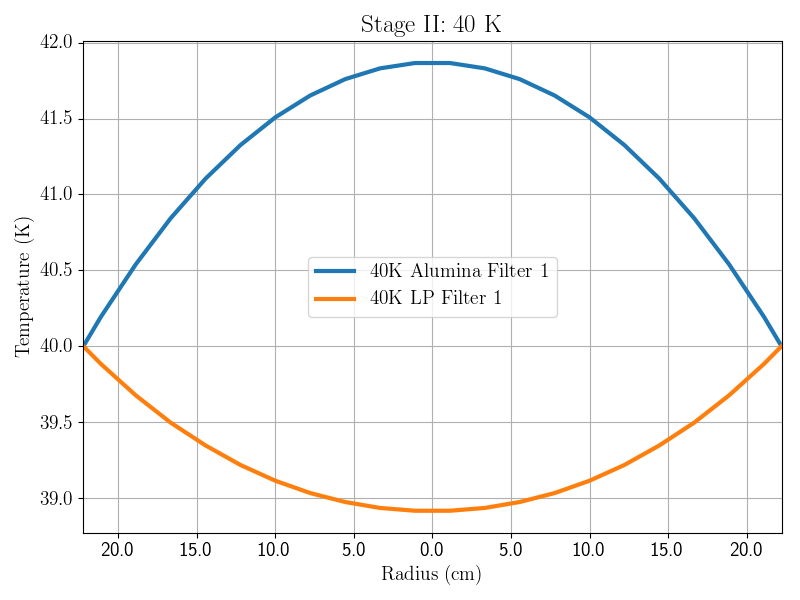 Stage II: 40 K
42.0
41.5
41.0
40.5
40.0
39.5
39.0
Temperature (K)
40K Alumina Filter 1
40K LP Filter 1
20.0 15.0 10.0 5.0 0.0 5.0 10.0 15.0 20.0
Radius (cm)